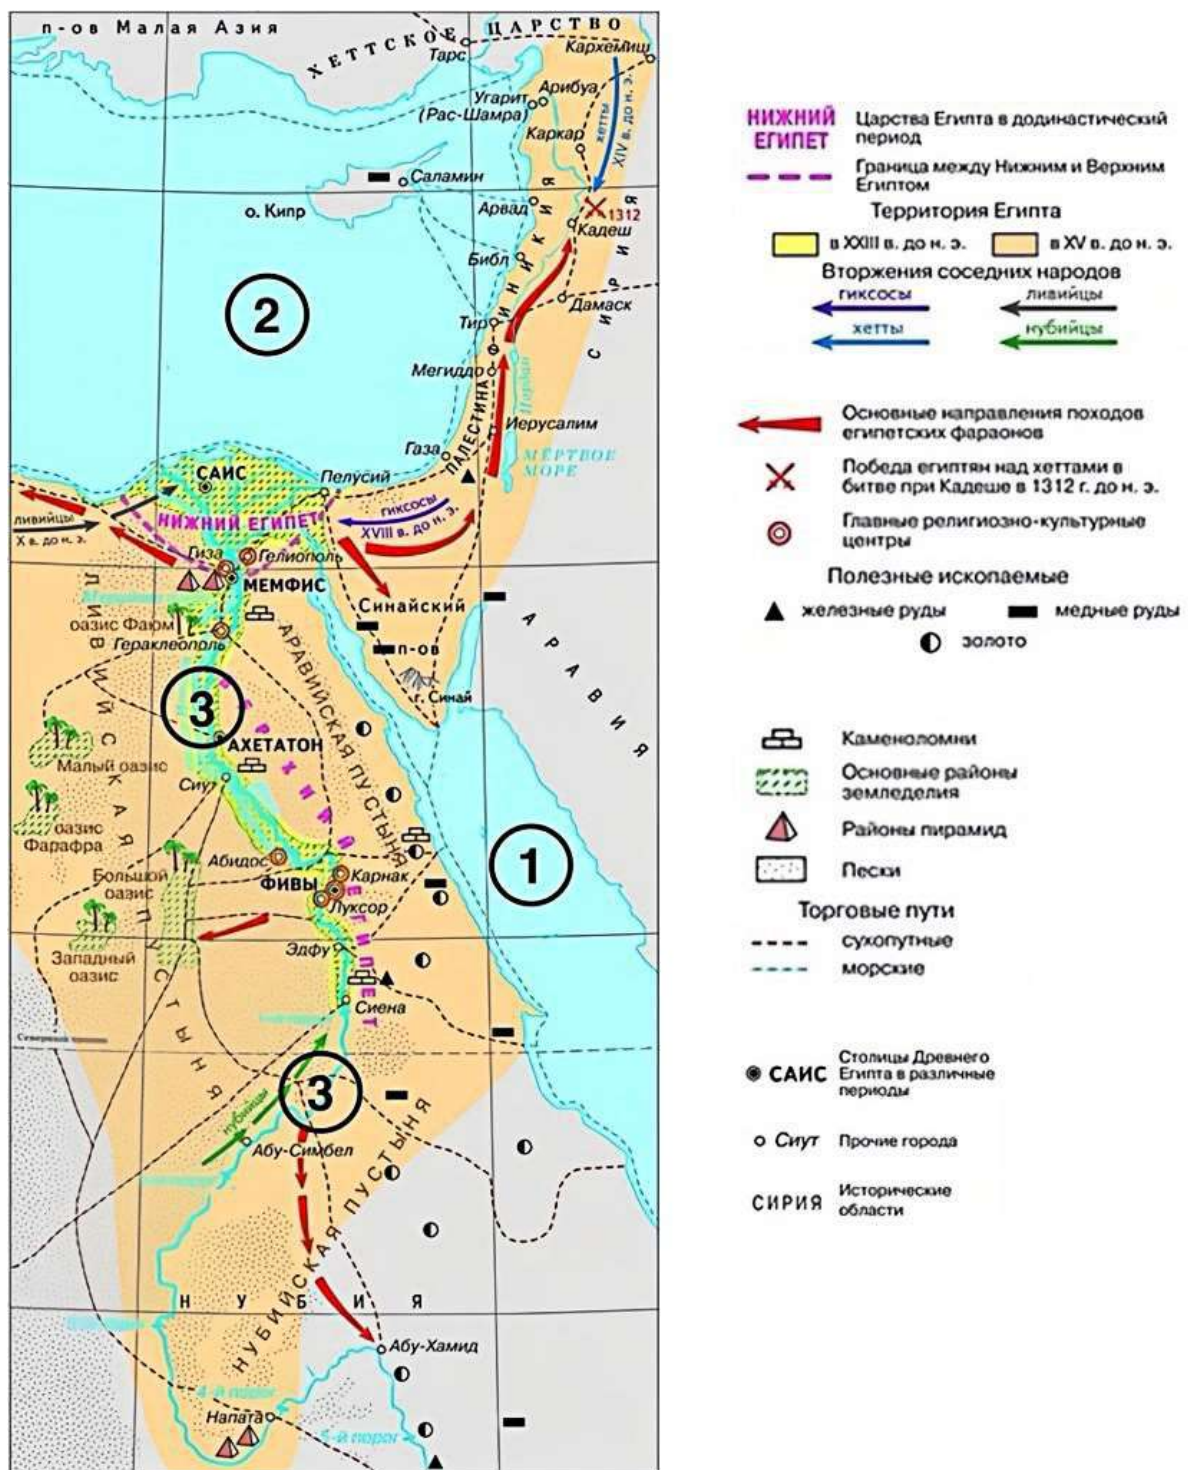 п-ов Малая Азия
ХЕТТСКОЕ ЦАРСТВО
Тарс
Кархемиш
Арибуа
Угарит
(Рас-Шамра)
хетты
XIV в. до н. э.
Каркар
Саламин
о. Кипр
Арвад
1312
Кадеш
ФИНИКИЯ
СИРИЯ
Библ
2
Дамаск
Тир
Мегиддо
Иордан
ПАЛЕСТИНА
Иерусалим
Газа
МЁРТВОЕ
МОРЕ
САИС
Пелусий
НИЖНИЙ ЕГИПЕТ
гиксосы
XVIII в. до н. э.
ливийцы
X в. до н. э.
Гиза
Гелиополь
МЕМФИС
Синайский
п-ов
г. Синай
АРАВИЯ
оазис Фаюм
Гераклеополь
ЛИВИЙСКАЯ ПУСТЫНЯ
АРАВИЙСКАЯ ПУСТЫНЯ
ВЕРХНИЙ ЕГИПЕТ
3
АХЕТАТОН
Малый оазис
Сиут
оазис
Фарафра
1
Абидос
Большой
оазис
Карнак
ФИВЫ
Луксор
Западный
оазис
Эдфу
Сиена
3
нубийцы
Абу-Симбел
НУБИЙСКАЯ ПУСТЫНЯ
НУБИЯ
Абу-Хамид
4-й порог
Напата
5-й порог
НИЖНИЙ
ЕГИПЕТ
Царства Египта в додинастический
период
Граница между Нижним и Верхним
Египтом
Территория Египта
в XXIII в. до н. э.
в XV в. до н. э.
Вторжения соседних народов
гиксосы
ливийцы
хетты
нубийцы
Основные направления походов
египетских фараонов
Победа египтян над хеттами в
битве при Кадеше в 1312 г. до н. э.
Главные религиозно-культурные
центры
Полезные ископаемые
железные руды
медные руды
золото
Каменоломни
Основные районы
земледелия
Районы пирамид
Пески
Торговые пути
сухопутные
морские
САИС
Столицы Древнего
Египта в различные
периоды
Сиут
Прочие города
СИРИЯ
Исторические
области